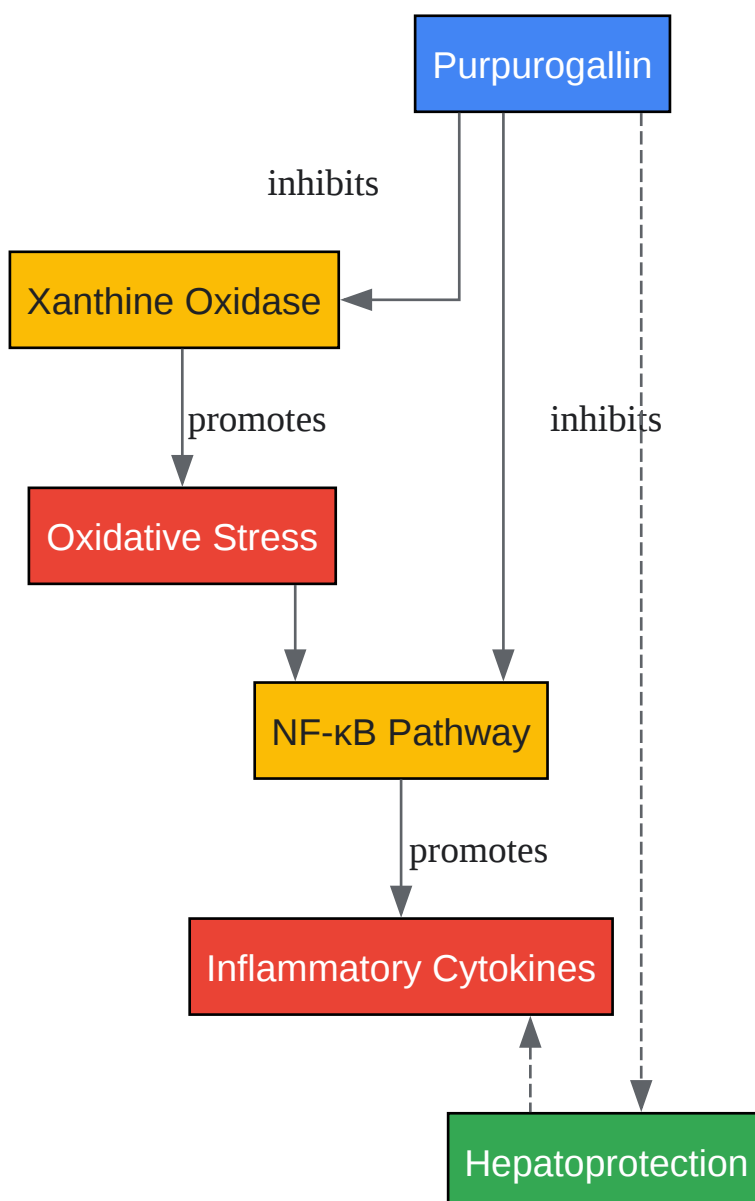 Purpurogallin
inhibits
Xanthine Oxidase
promotes
inhibits
Oxidative Stress
NF-κB Pathway
promotes
Inflammatory Cytokines
Hepatoprotection